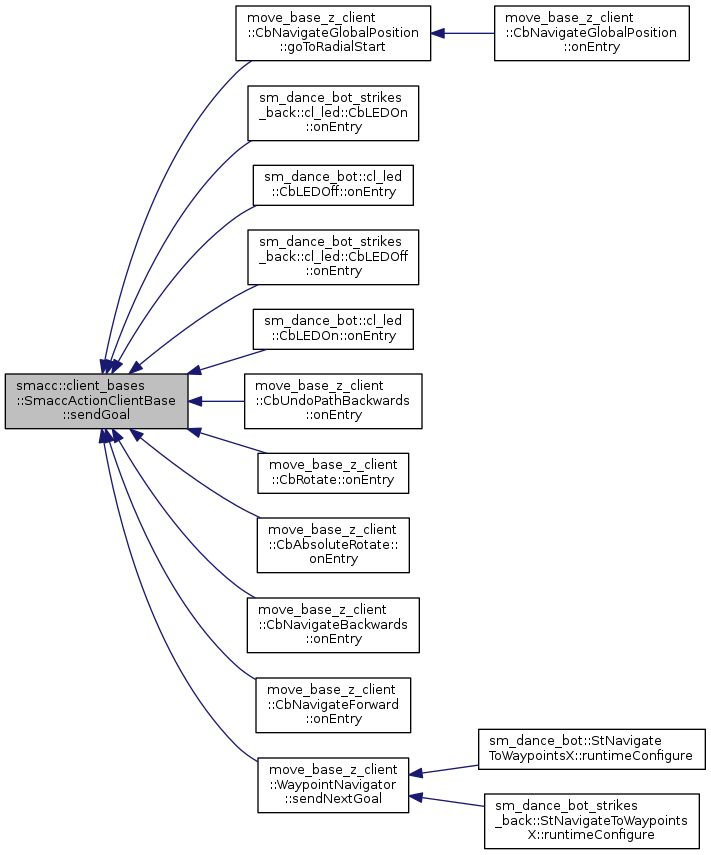 move_base_z_client
::CbNavigateGlobalPosition
::goToRadialStart
move_base_z_client
::CbNavigateGlobalPosition
::onEntry
sm_dance_bot_strikes
_back::cl_led::CbLEDOn
::onEntry
sm_dance_bot::cl_led
::CbLEDOff::onEntry
sm_dance_bot_strikes
_back::cl_led::CbLEDOff
::onEntry
sm_dance_bot::cl_led
::CbLEDOn::onEntry
smacc::client_bases
::SmaccActionClientBase
::sendGoal
move_base_z_client
::CbUndoPathBackwards
::onEntry
move_base_z_client
::CbRotate::onEntry
move_base_z_client
::CbAbsoluteRotate::
onEntry
move_base_z_client
::CbNavigateBackwards
::onEntry
move_base_z_client
::CbNavigateForward
::onEntry
move_base_z_client
::WaypointNavigator
::sendNextGoal
sm_dance_bot::StNavigate
ToWaypointsX::runtimeConfigure
sm_dance_bot_strikes
_back::StNavigateToWaypoints
X::runtimeConfigure